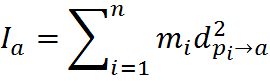 $I_a = \sum_{i=1}^{n} m_i d_{p_i \to a}^2$